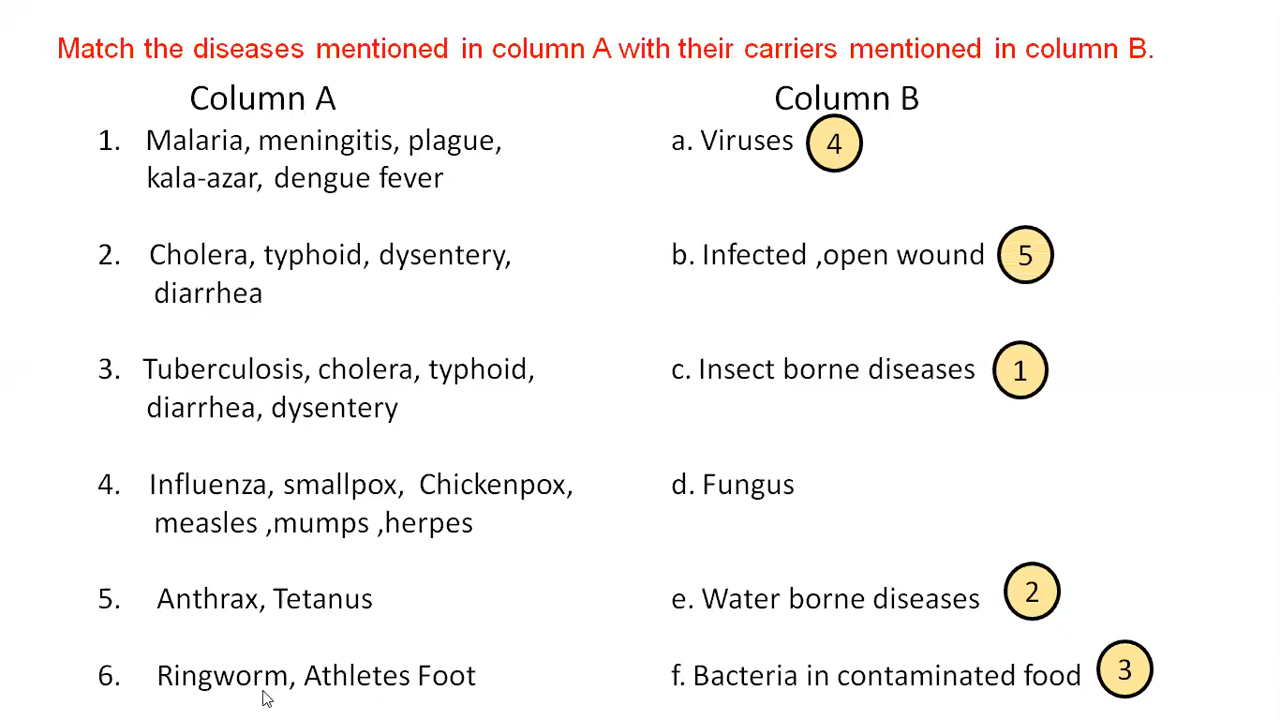 Match the diseases mentioned in column A with their carriers mentioned in column B.
Column A
Column B
1. Malaria, meningitis, plague,
kala-azar, dengue fever
a. Viruses 4
2. Cholera, typhoid, dysentery,
diarrhea
b. Infected ,open wound 5
3. Tuberculosis, cholera, typhoid,
diarrhea, dysentery
c. Insect borne diseases 1
4. Influenza, smallpox, Chickenpox,
measles ,mumps ,herpes
d. Fungus
5. Anthrax, Tetanus
e. Water borne diseases 2
6. Ringworm, Athletes Foot
f. Bacteria in contaminated food 3